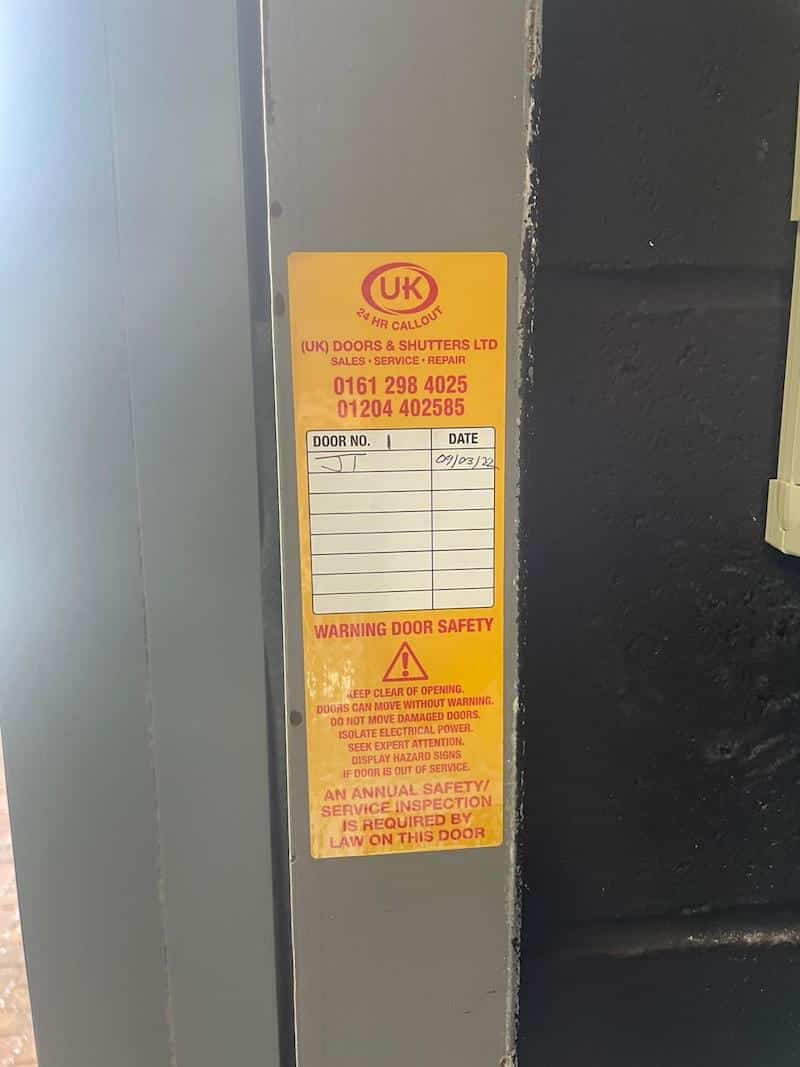 UK
24 HR CALLOUT
(UK) DOORS & SHUTTERS LTD
SALES • SERVICE • REPAIR
0161 298 4025
01204 402585
DOOR NO. 1 DATE
JT 09/03/22
WARNING DOOR SAFETY
KEEP CLEAR OF OPENING.
DOORS CAN MOVE WITHOUT WARNING.
DO NOT MOVE DAMAGED DOORS.
ISOLATE ELECTRICAL POWER.
SEEK EXPERT ATTENTION.
DISPLAY HAZARD SIGNS
IF DOOR IS OUT OF SERVICE.
AN ANNUAL SAFETY/
SERVICE INSPECTION
IS REQUIRED BY
LAW ON THIS DOOR